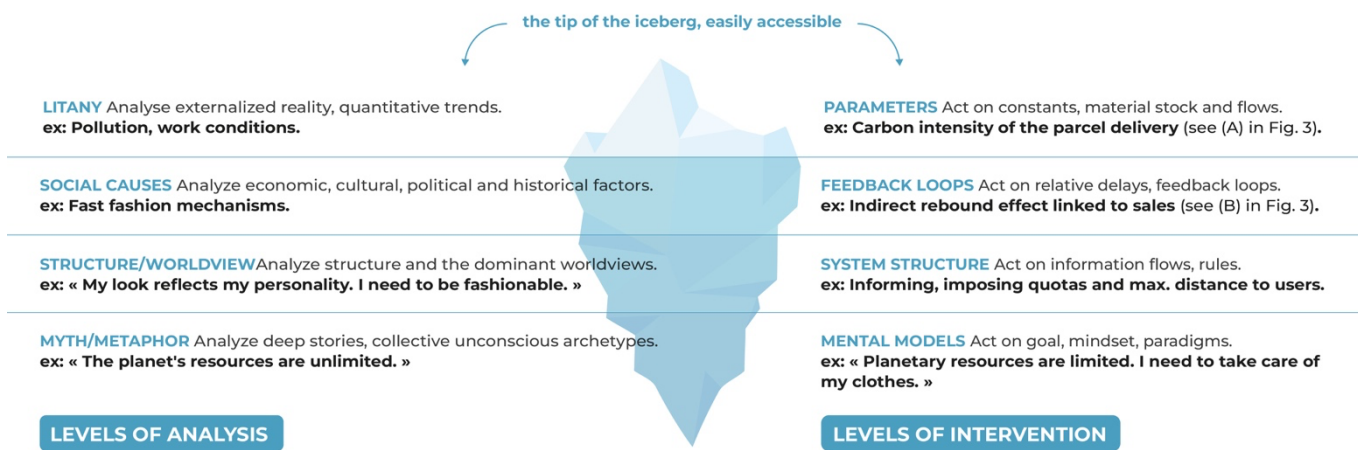 the tip of the iceberg, easily accessible
LITANY Analyse externalized reality, quantitative trends.
ex: Pollution, work conditions.
PARAMETERS Act on constants, material stock and flows.
ex: Carbon intensity of the parcel delivery (see (A) in Fig. 3).
SOCIAL CAUSES Analyze economic, cultural, political and historical factors.
ex: Fast fashion mechanisms.
FEEDBACK LOOPS Act on relative delays, feedback loops.
ex: Indirect rebound effect linked to sales (see (B) in Fig. 3).
STRUCTURE/WORLDVIEWAnalyze structure and the dominant worldviews.
ex: « My look reflects my personality. I need to be fashionable. »
SYSTEM STRUCTURE Act on information flows, rules.
ex: Informing, imposing quotas and max. distance to users.
MYTH/METAPHOR Analyze deep stories, collective unconscious archetypes.
ex: « The planet's resources are unlimited. »
MENTAL MODELS Act on goal, mindset, paradigms.
ex: « Planetary resources are limited. I need to take care of
my clothes. »
LEVELS OF ANALYSIS
LEVELS OF INTERVENTION